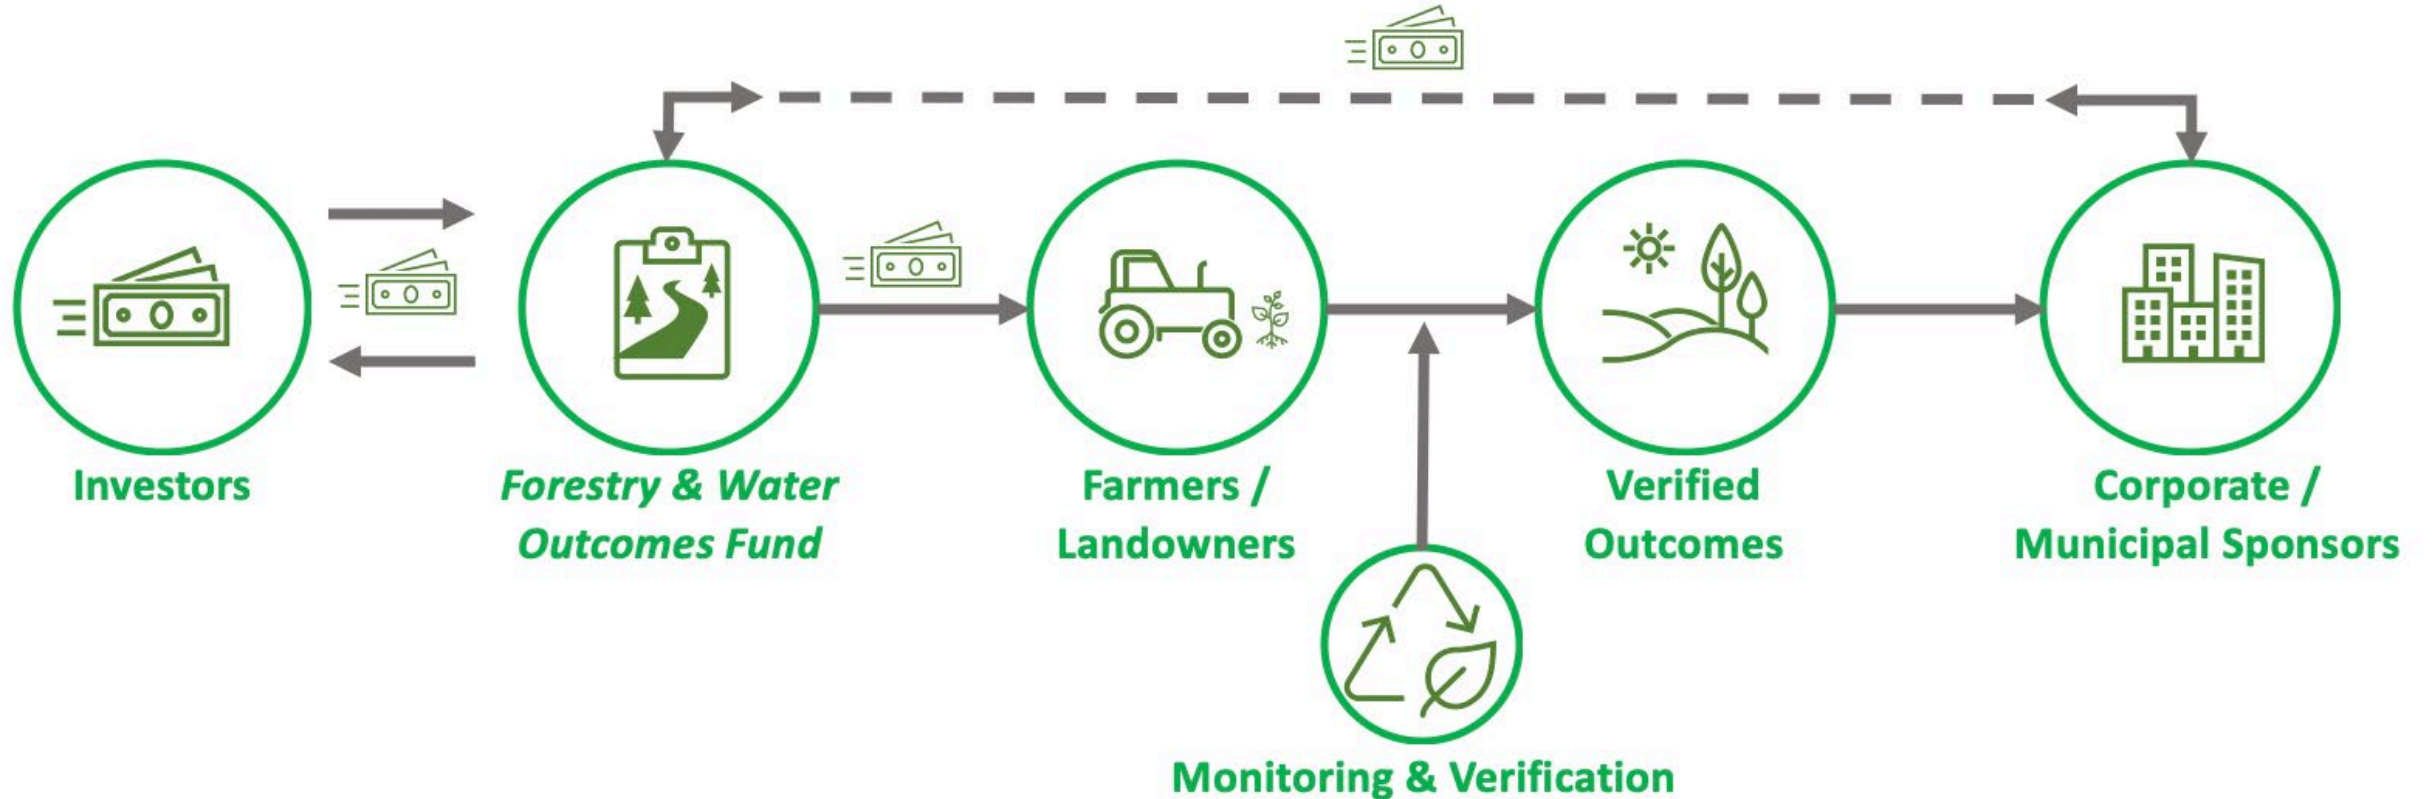 Investors
Forestry & Water
Outcomes Fund
Farmers /
Landowners
Verified
Outcomes
Corporate /
Municipal Sponsors
Monitoring & Verification